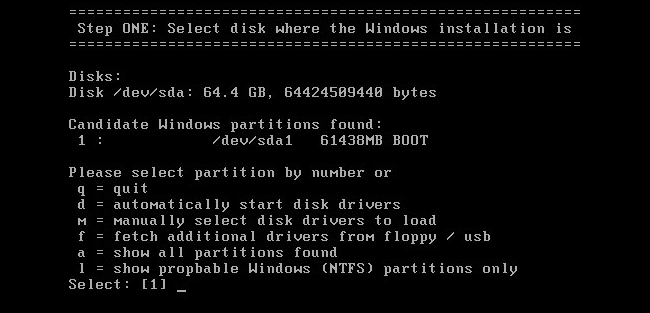 ======================================================
Step ONE: Select disk where the Windows installation is
======================================================
Disks:
Disk /dev/sda: 64.4 GB, 64424509440 bytes
Candidate Windows partitions found:
1 : /dev/sda1 61438MB BOOT
Please select partition by number or
q = quit
d = automatically start disk drivers
m = manually select disk drivers to load
f = fetch additional drivers from floppy / usb
a = show all partitions found
l = show propbable Windows (NTFS) partitions only
Select: [1] _